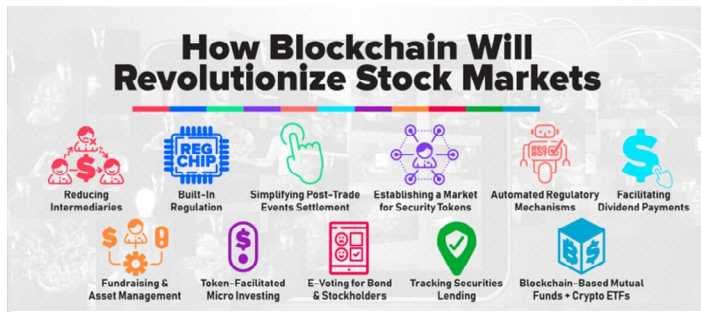 How Blockchain Will
Revolutionize Stock Markets
REG
CHIP
Reducing
Intermediaries
Built-In
Regulation
Simplifying Post-Trade
Events Settlement
Establishing a Market
for Security Tokens
Automated Regulatory
Mechanisms
Facilitating
Dividend Payments
Fundraising &
Asset Management
Token-Facilitated
Micro Investing
E-Voting for Bond
& Stockholders
Tracking Securities
Lending
Blockchain-Based Mutual
Funds + Crypto ETFs